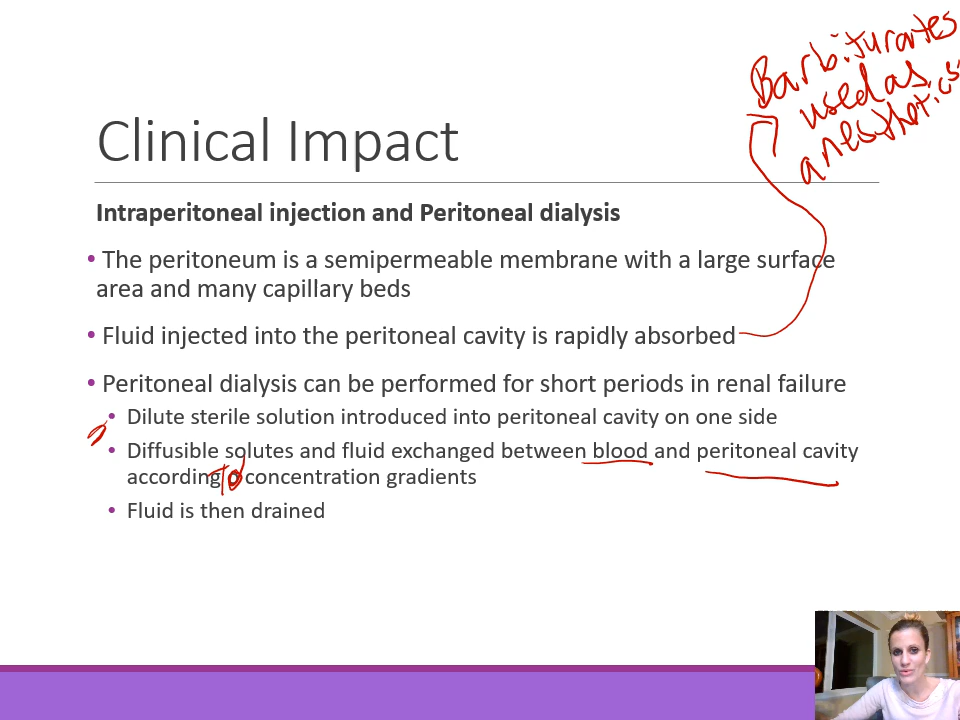 Barbiturates
used as
anesthetics
Clinical Impact
Intraperitoneal injection and Peritoneal dialysis
• The peritoneum is a semipermeable membrane with a large surface
area and many capillary beds
• Fluid injected into the peritoneal cavity is rapidly absorbed
• Peritoneal dialysis can be performed for short periods in renal failure
• Dilute sterile solution introduced into peritoneal cavity on one side
• Diffusible solutes and fluid exchanged between blood and peritoneal cavity
according to concentration gradients
• Fluid is then drained